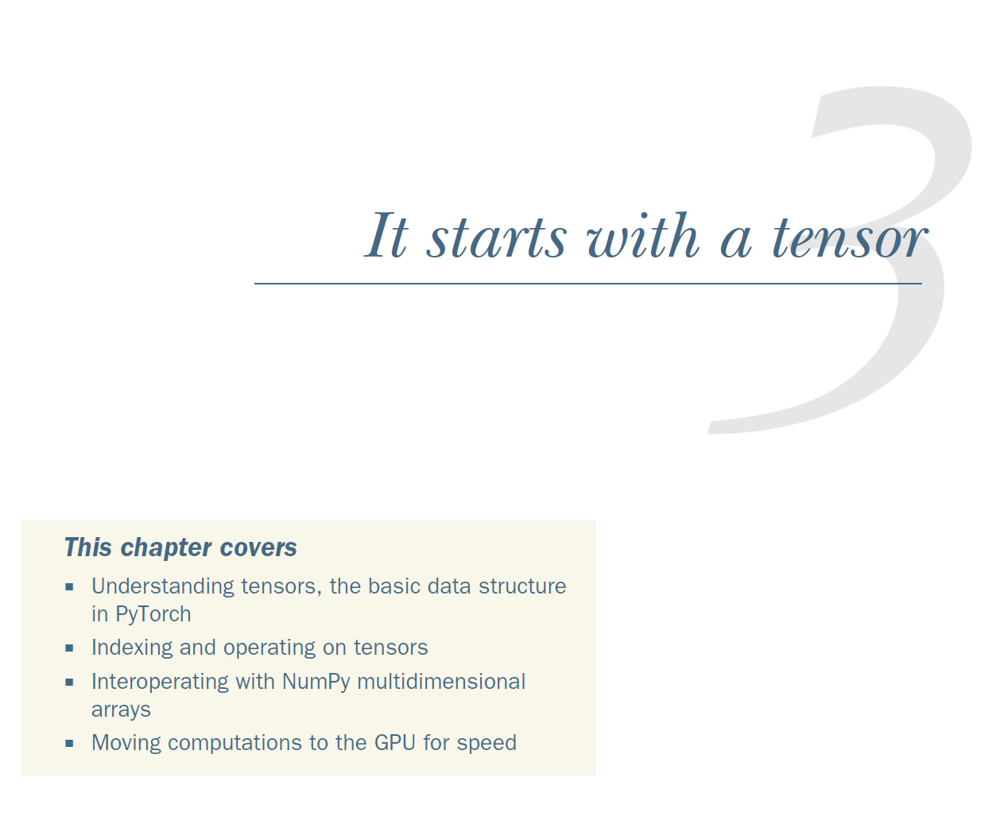 3
It starts with a tensor
This chapter covers
▪ Understanding tensors, the basic data structure
in PyTorch
▪ Indexing and operating on tensors
▪ Interoperating with NumPy multidimensional
arrays
▪ Moving computations to the GPU for speed